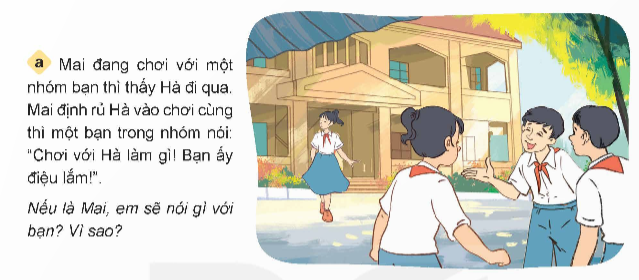 a Mai đang chơi với một
nhóm bạn thì thấy Hà đi qua.
Mai định rủ Hà vào chơi cùng
thì một bạn trong nhóm nói:
"Chơi với Hà làm gì! Bạn ấy
điệu lắm!".
Nếu là Mai, em sẽ nói gì với
bạn? Vì sao?